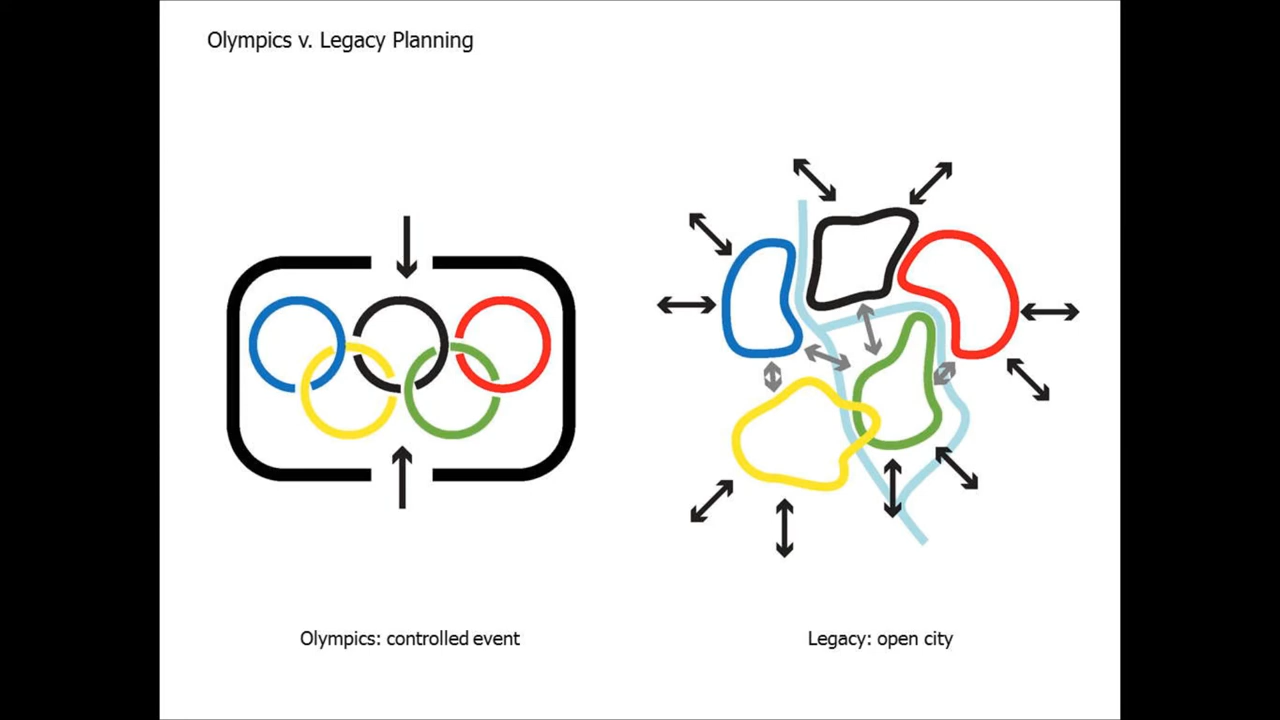 Olympics v. Legacy Planning
Olympics: controlled event
Legacy: open city